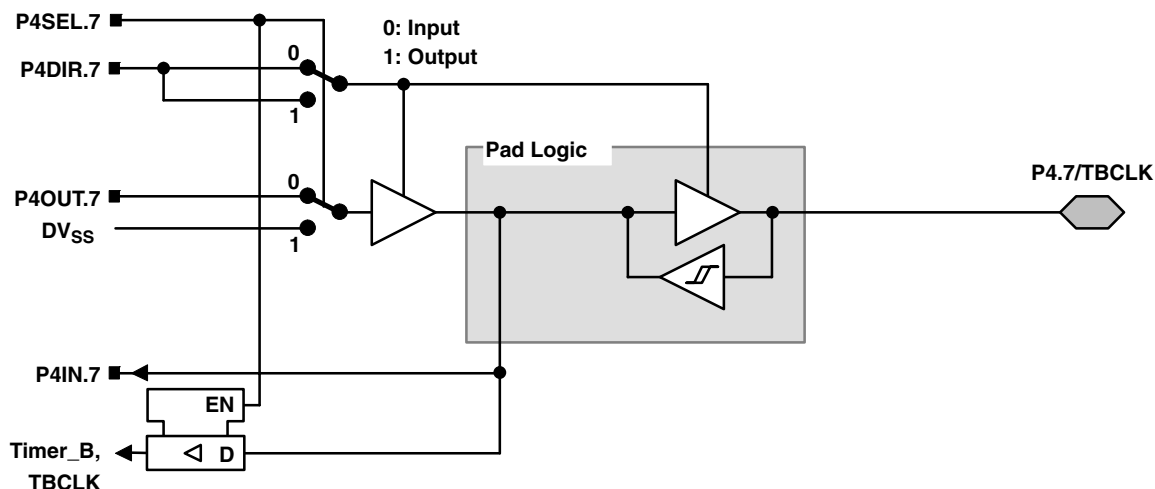 P4SEL.7
0: Input
1: Output
0
P4DIR.7
1
Pad Logic
P4.7/TBCLK
0
P4OUT.7
DVSS
1
P4IN.7
EN
Timer_B,
TBCLK
D